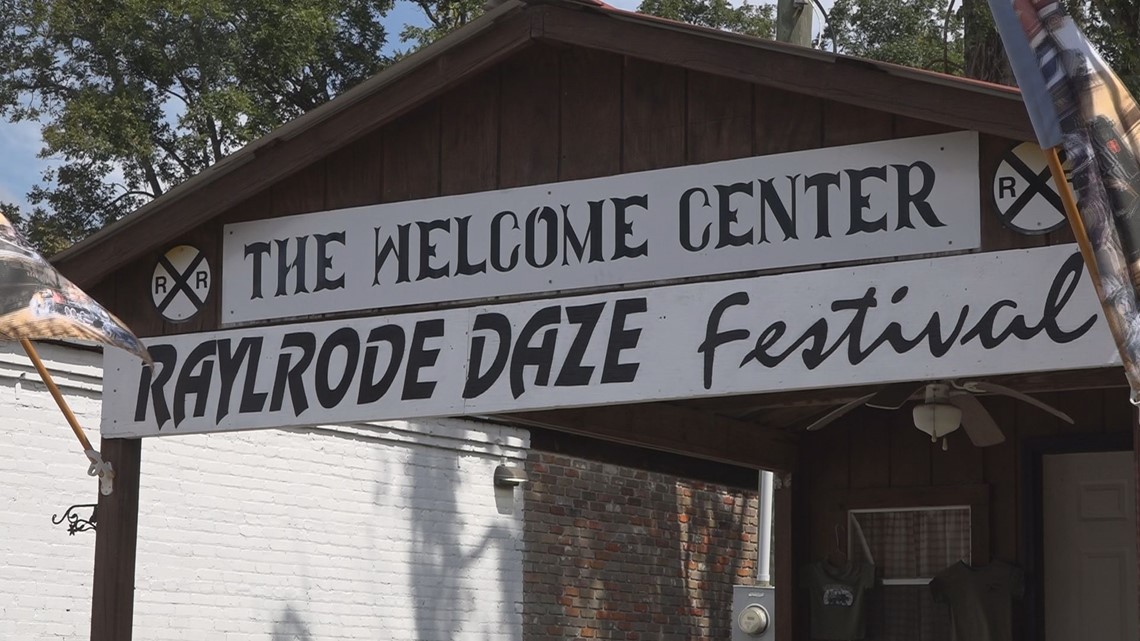 THE WELCOME CENTER
R R
R
RAYLRODE DAZE Festival